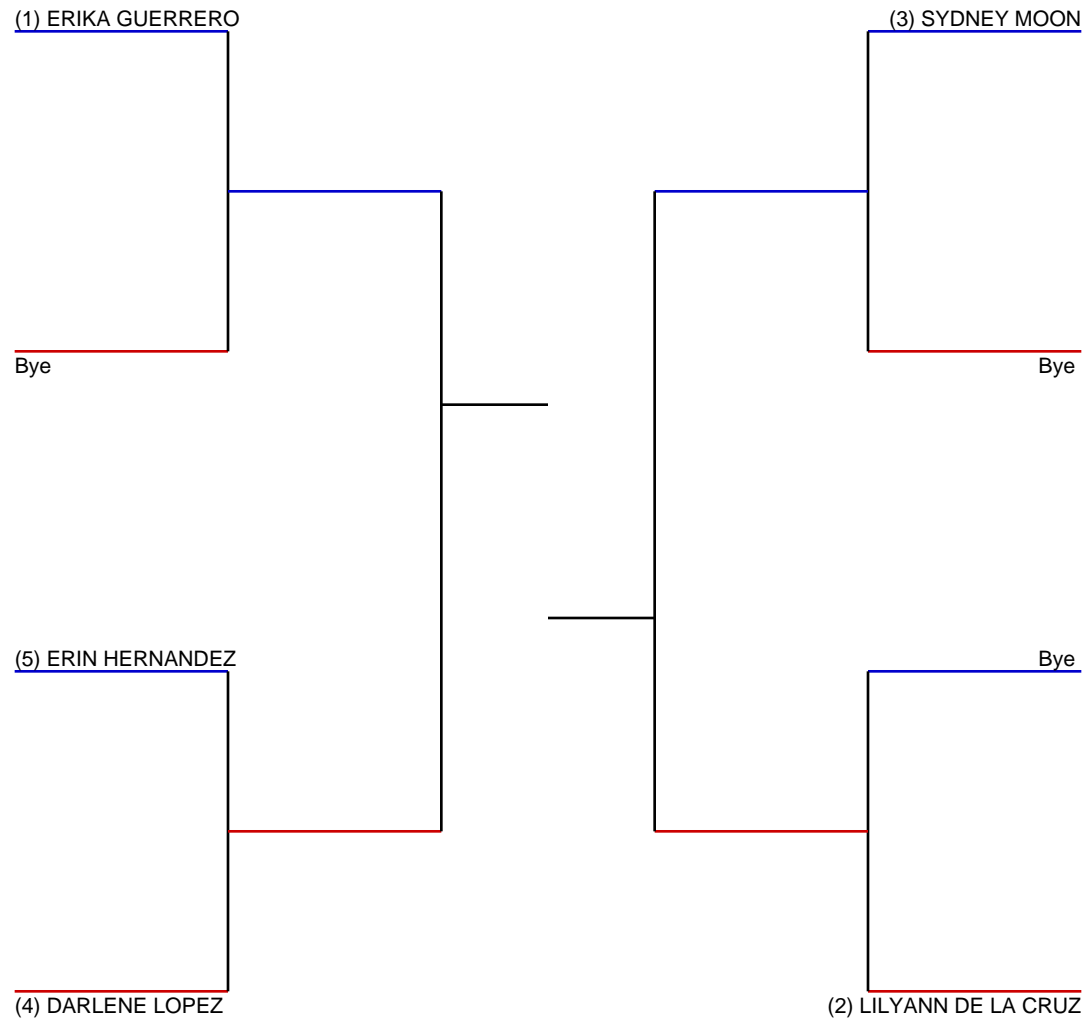 (1) ERIKA GUERRERO
(3) SYDNEY MOON
Bye
Bye
(5) ERIN HERNANDEZ
Bye
(4) DARLENE LOPEZ
(2) LILYANN DE LA CRUZ